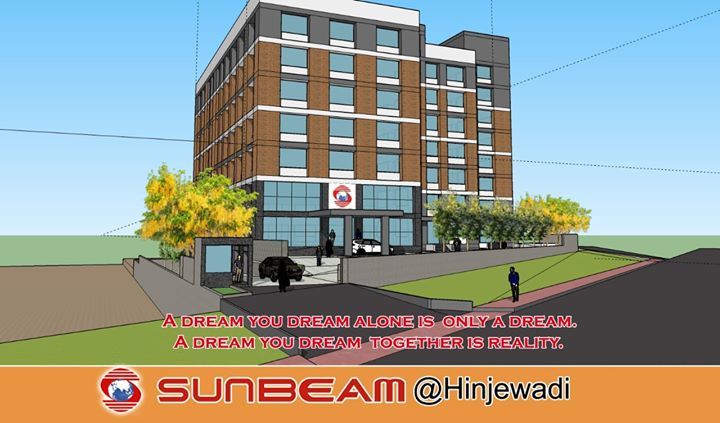 A DREAM YOU DREAM ALONE IS ONLY A DREAM.
A DREAM YOU DREAM TOGETHER IS REALITY.
SUNBEAM @Hinjewadi